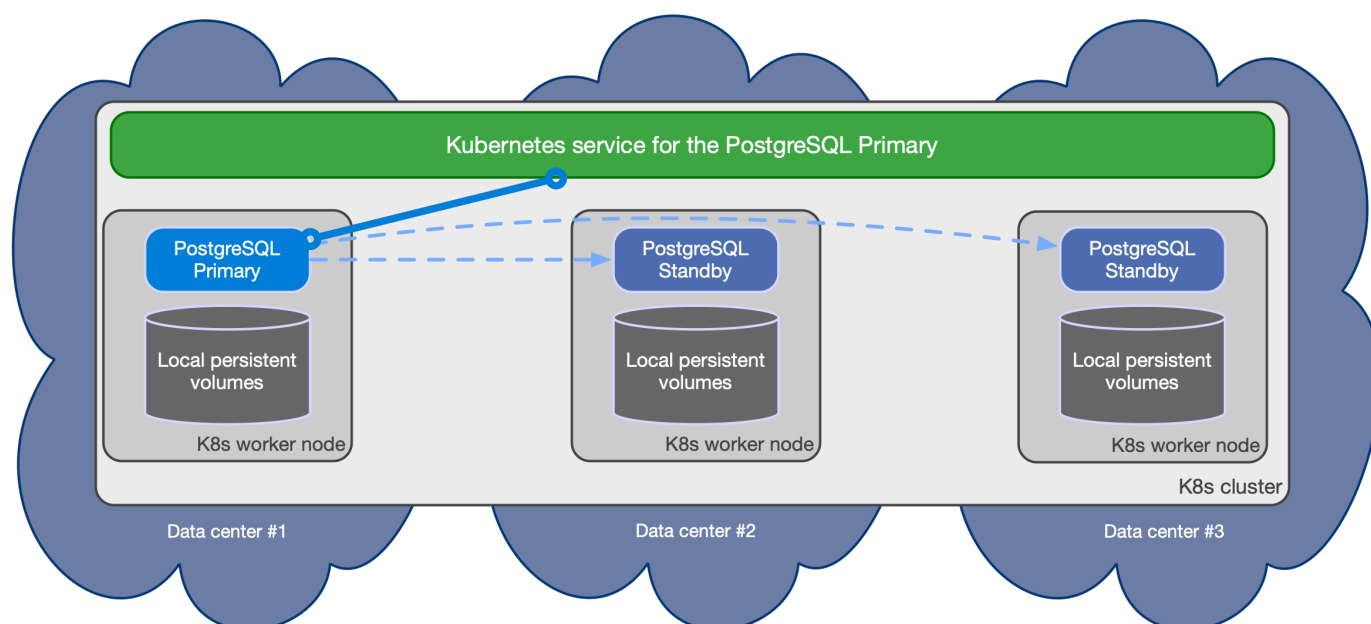 Kubernetes service for the PostgreSQL Primary
PostgreSQL
Primary
Local persistent
volumes
K8s worker node
PostgreSQL
Standby
Local persistent
volumes
K8s worker node
PostgreSQL
Standby
Local persistent
volumes
K8s worker node
K8s cluster
Data center #1
Data center #2
Data center #3